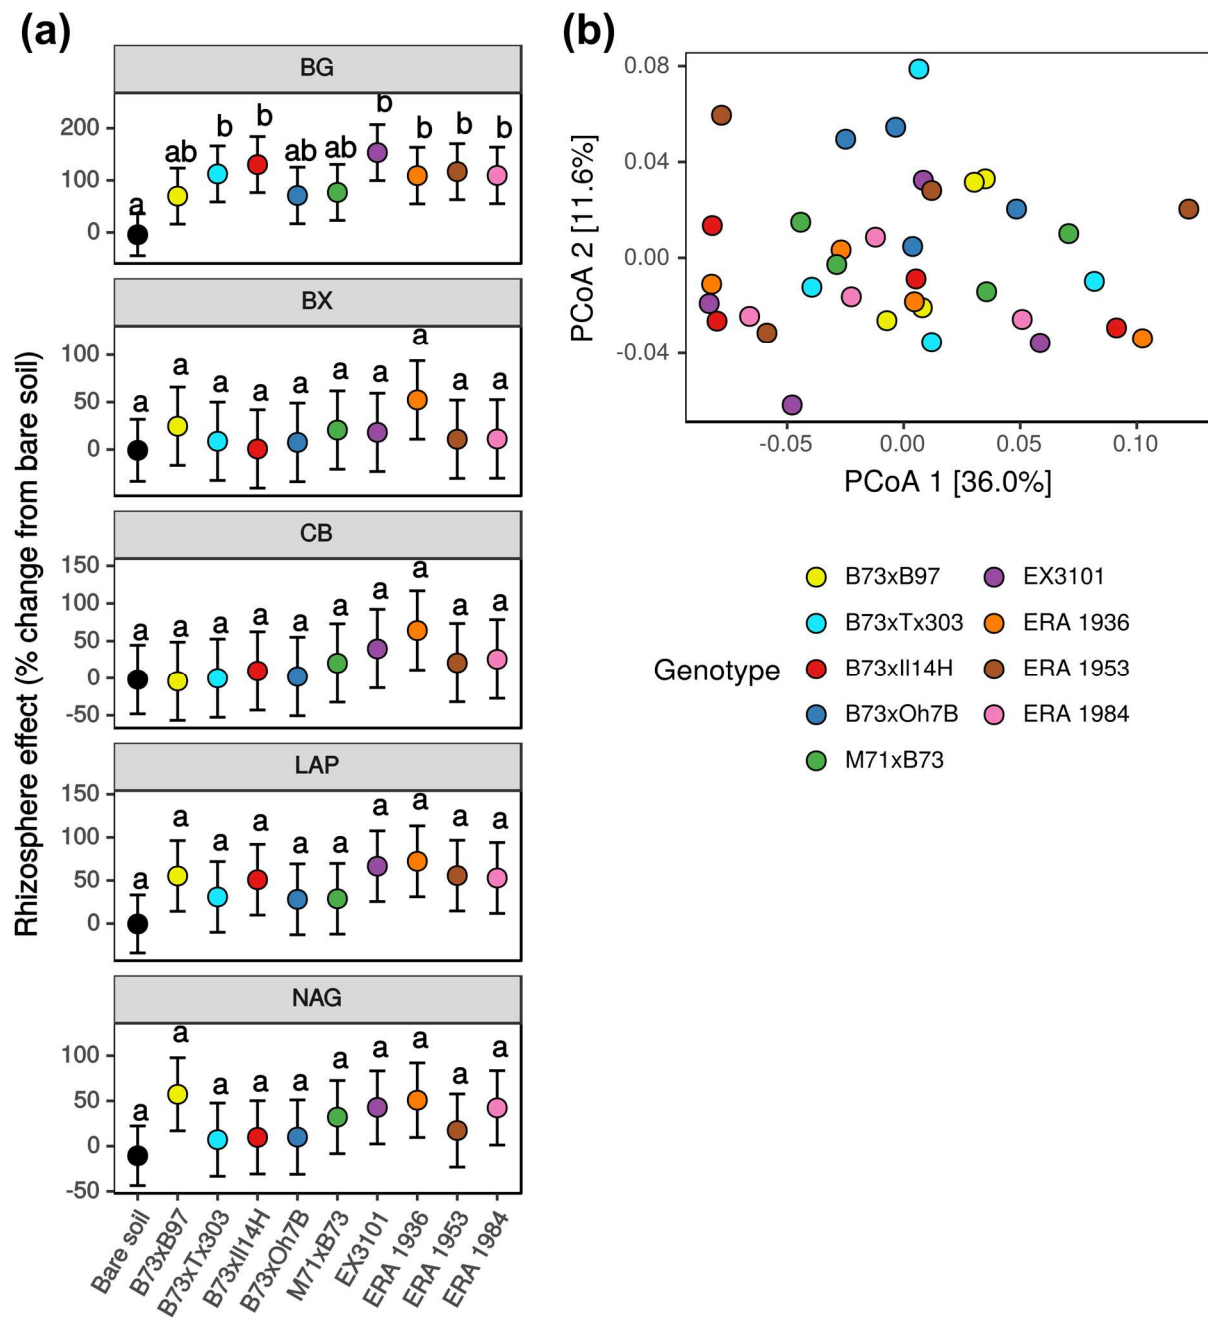 (a)
Rhizosphere effect (% change from bare soil)
BG
200
100
0
a
ab
b
b
ab
ab
b
b
b
b
BX
100
50
0
a
a
a
a
a
a
a
a
a
a
CB
150
100
50
0
-50
a
a
a
a
a
a
a
a
a
a
LAP
150
100
50
0
a
a
a
a
a
a
a
a
a
a
NAG
100
50
0
-50
a
a
a
a
a
a
a
a
a
a
Bare soil
B73xB97
B73xTx303
B73xIl14H
B73xOh7B
M71xB73
EX3101
ERA 1936
ERA 1953
ERA 1984
(b)
PCoA 2 [11.6%]
0.08
0.04
0.00
-0.04
-0.05
0.00
0.05
0.10
PCoA 1 [36.0%]
Genotype
B73xB97
B73xTx303
B73xIl14H
B73xOh7B
M71xB73
EX3101
ERA 1936
ERA 1953
ERA 1984